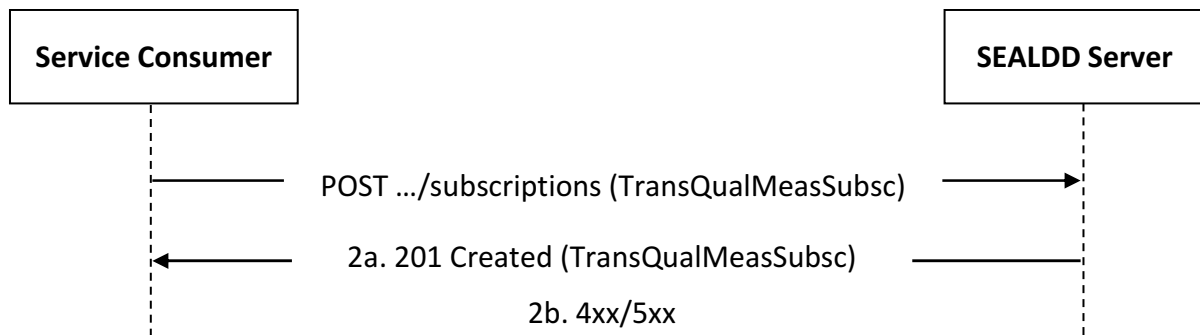 Service Consumer
SEALDD Server
POST …/subscriptions (TransQualMeasSubsc)
2a. 201 Created (TransQualMeasSubsc)
2b. 4xx/5xx